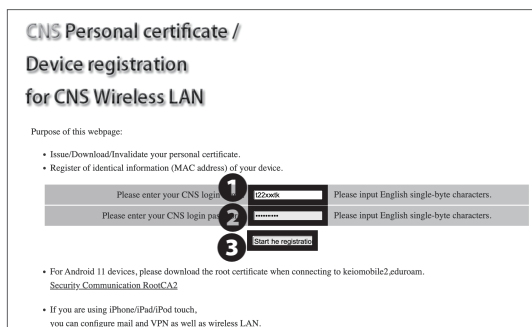 CNS Personal certificate /
Device registration
for CNS Wireless LAN
Purpose of this webpage:
• Issue/Download/Invalidate your personal certificate.
• Register of identical information (MAC address) of your device.
Please enter your CNS login 1 t22xxtk Please input English single-byte characters.
Please enter your CNS login pas 2 •••••••••• Please input English single-byte characters.
3 Start he registratio
• For Android 11 devices, please download the root certificate when connecting to keiomobile2,eduroam.
Security Communication RootCA2
• If you are using iPhone/iPad/iPod touch,
you can configure mail and VPN as well as wireless LAN.